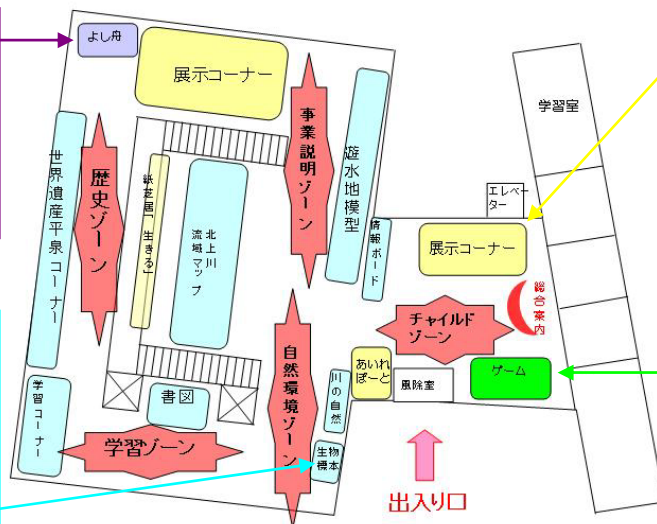 よし舟
展示コーナー
学習室
事業説明ゾーン
遊水地模型
世界遺産平泉コーナー
歴史ゾーン
紙芝居「生きる」
北上川
流域マップ
エレベー
ター
情報ボード
展示コーナー
総合案内
チャイルド
ゾーン
自然環境ゾーン
あいれ
ぽーと
風除室
ゲーム
川の自然
学習コーナー
書図
学習ゾーン
生物
標本
出入り口